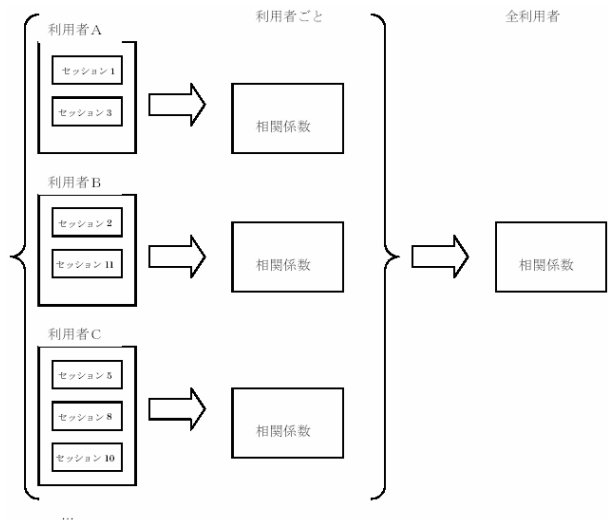 利用者ごと
全利用者
利用者A
セッション1
セッション3
相関係数
利用者B
セッション2
セッション11
相関係数
相関係数
利用者C
セッション5
セッション8
セッション10
相関係数
...